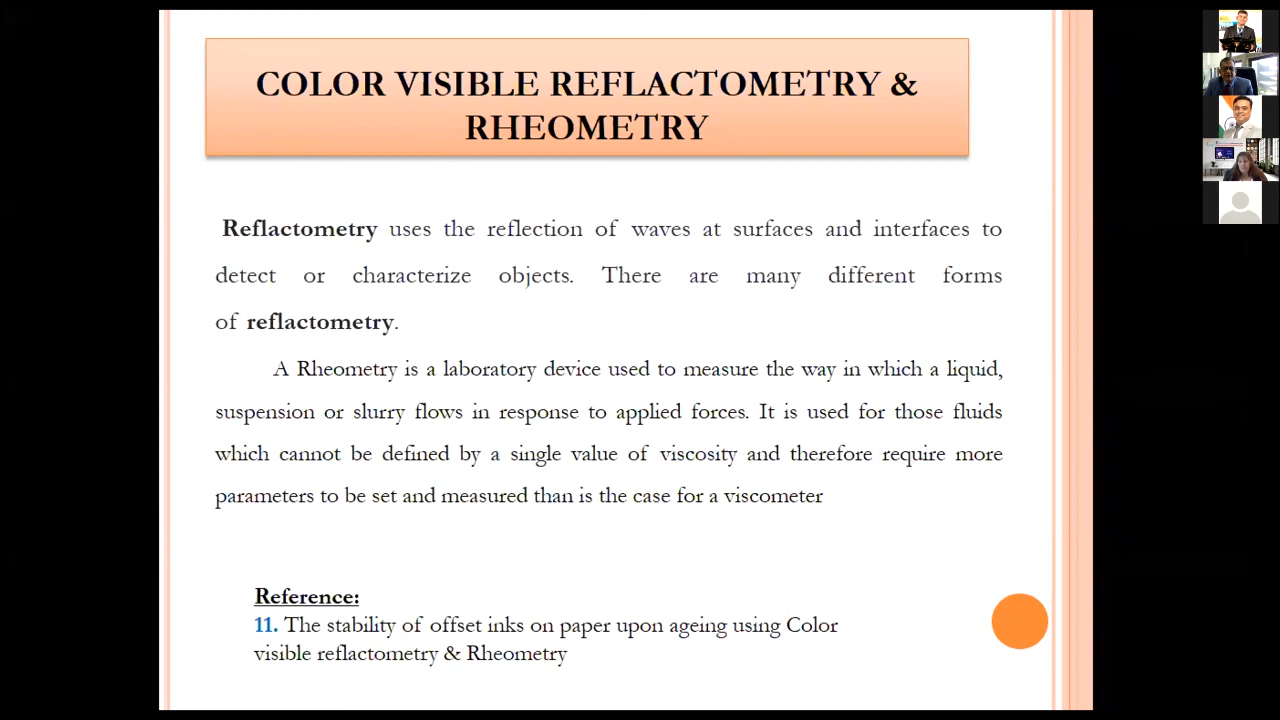 COLOR VISIBLE REFLACTOMETRY &
RHEOMETRY
Reflactometry uses the reflection of waves at surfaces and interfaces to
detect or characterize objects. There are many different forms
of reflactometry.
A Rheometry is a laboratory device used to measure the way in which a liquid,
suspension or slurry flows in response to applied forces. It is used for those fluids
which cannot be defined by a single value of viscosity and therefore require more
parameters to be set and measured than is the case for a viscometer
Reference:
11. The stability of offset inks on paper upon ageing using Color
visible reflactometry & Rheometry